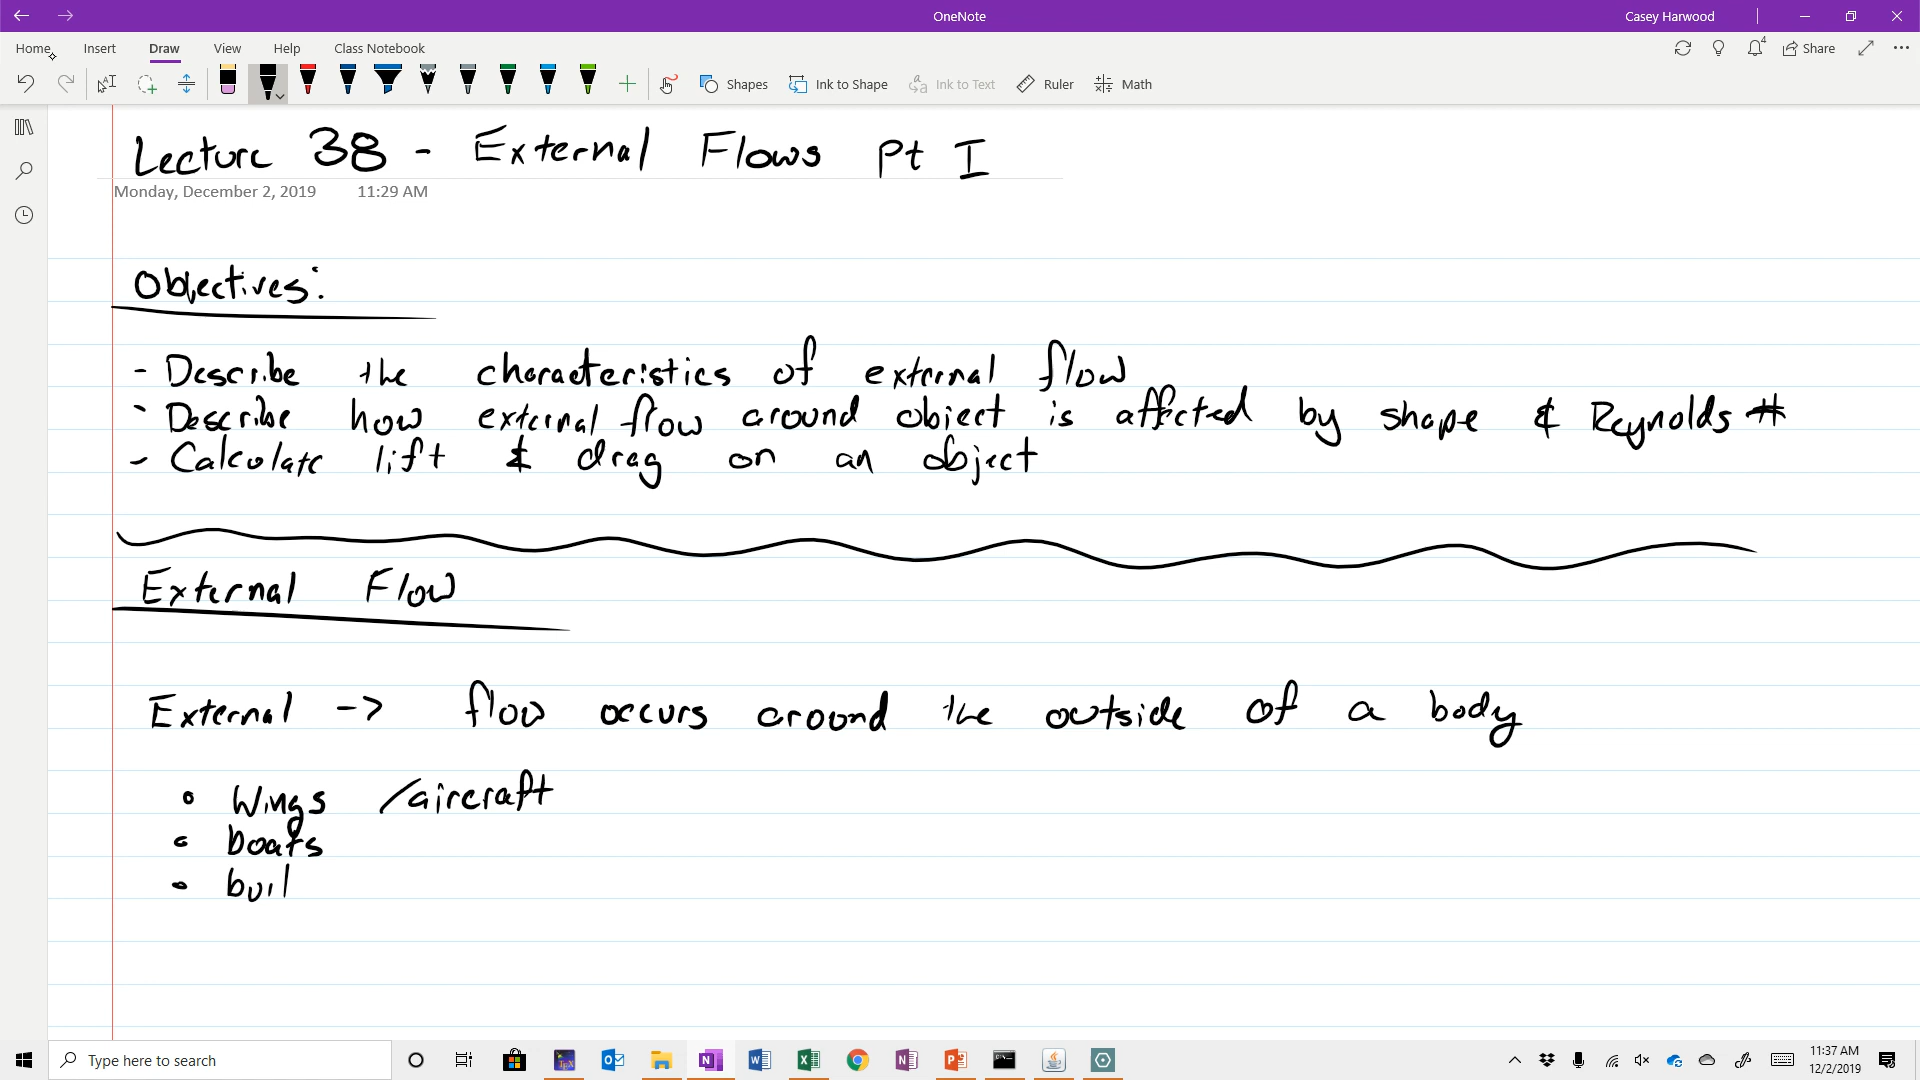 OneNote
Casey Harwood
Home Insert Draw View Help Class Notebook
4
Share
Shapes Ink to Shape Ink to Text Ruler Math
Lecture 38 - External Flows Pt I
Monday, December 2, 2019 11:29 AM
Objectives:
- Describe the characteristics of external flow
- Describe how external flow around object is affected by shape & Reynolds #
- Calculate lift & drag on an object
External Flow
External -> flow occurs around the outside of a body
• Wings /aircraft
• boats
• buil
Type here to search
11:37 AM
12/2/2019